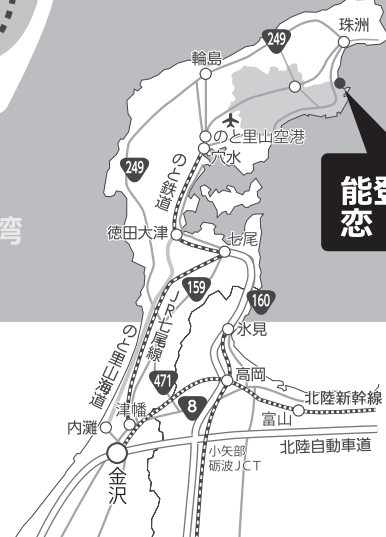 珠洲
249
輪島
のと里山空港
穴水
249
のと鉄道
湾
能登
恋
徳田大津
七尾
159
JR七尾線
160
のと里山海道
氷見
471
高岡
8
北陸新幹線
津幡
富山
内灘
北陸自動車道
小矢部
砺波JCT
金沢